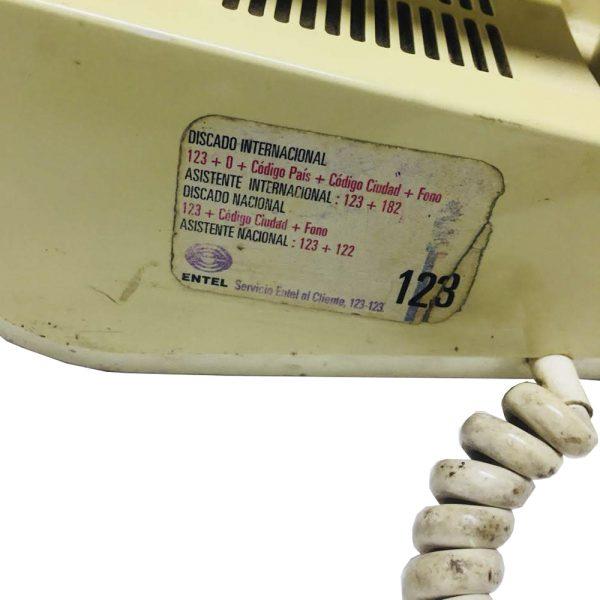 DISCADO INTERNACIONAL
123 + 0 + Código País + Código Ciudad + Fono
ASISTENTE INTERNACIONAL : 123 + 182
DISCADO NACIONAL
123 + Código Ciudad + Fono
ASISTENTE NACIONAL : 123 + 122
ENTEL Servicio Entel al Cliente, 123-123.
123